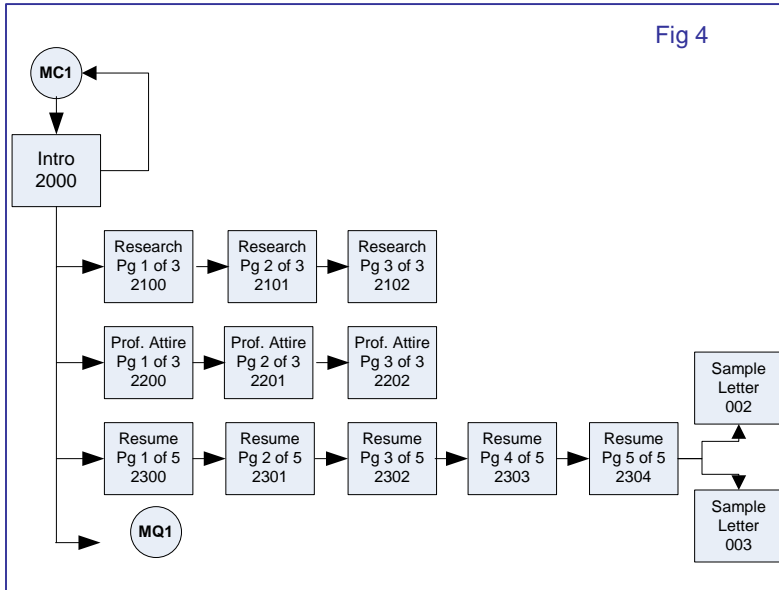 Fig 4
MC1
Intro
2000
Research
Pg 1 of 3
2100
Research
Pg 2 of 3
2101
Research
Pg 3 of 3
2102
Prof. Attire
Pg 1 of 3
2200
Prof. Attire
Pg 2 of 3
2201
Prof. Attire
Pg 3 of 3
2202
Resume
Pg 1 of 5
2300
Resume
Pg 2 of 5
2301
Resume
Pg 3 of 5
2302
Resume
Pg 4 of 5
2303
Resume
Pg 5 of 5
2304
Sample
Letter
002
Sample
Letter
003
MQ1